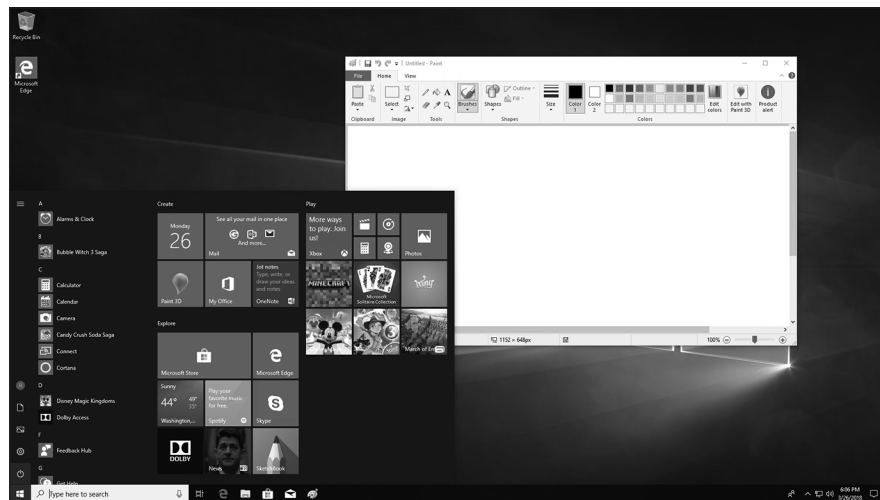 Recycle Bin
Microsoft
Edge
Untitled - Paint
File Home View
Paste
Select
Brushes
Shapes
Outline
Fill
Size
Color
1
Color
2
Edit
colors
Edit with
Paint 3D
Product
alert
Clipboard
Image
Tools
Shapes
Colors
1152 × 648px
100%
A
Alarms & Clock
B
Bubble Witch 3 Saga
C
Calculator
Calendar
Camera
Candy Crush Soda Saga
Connect
Cortana
D
Disney Magic Kingdoms
Dolby Access
F
Feedback Hub
G
Get Help
Create
Monday
26
See all your mail in one place
And more...
Mail
Paint 3D
My Office
Jot notes
Type, write, or
draw your ideas
and notes
OneNote
Explore
Microsoft Store
Microsoft Edge
Sunny
44° 49°
35°
Washington,...
Play your
favorite music
for free.
Spotify
Skype
DOLBY
News
SketchBook
Play
More ways
to play. Join
us!
Xbox
Photos
MINECRAFT
Microsoft
Solitaire Collection
King
March of Em
Type here to search
6:06 PM
3/26/2018